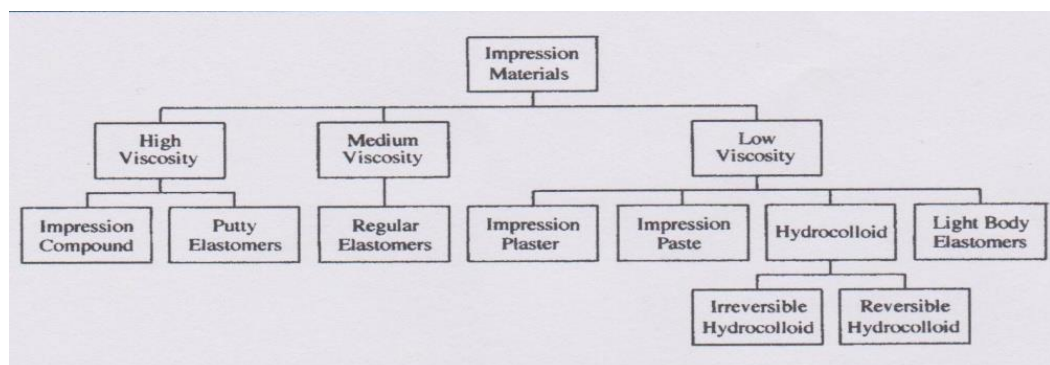 Impression
Materials
High
Viscosity
Medium
Viscosity
Low
Viscosity
Impression
Compound
Putty
Elastomers
Regular
Elastomers
Impression
Plaster
Impression
Paste
Hydrocolloid
Light Body
Elastomers
Irreversible
Hydrocolloid
Reversible
Hydrocolloid